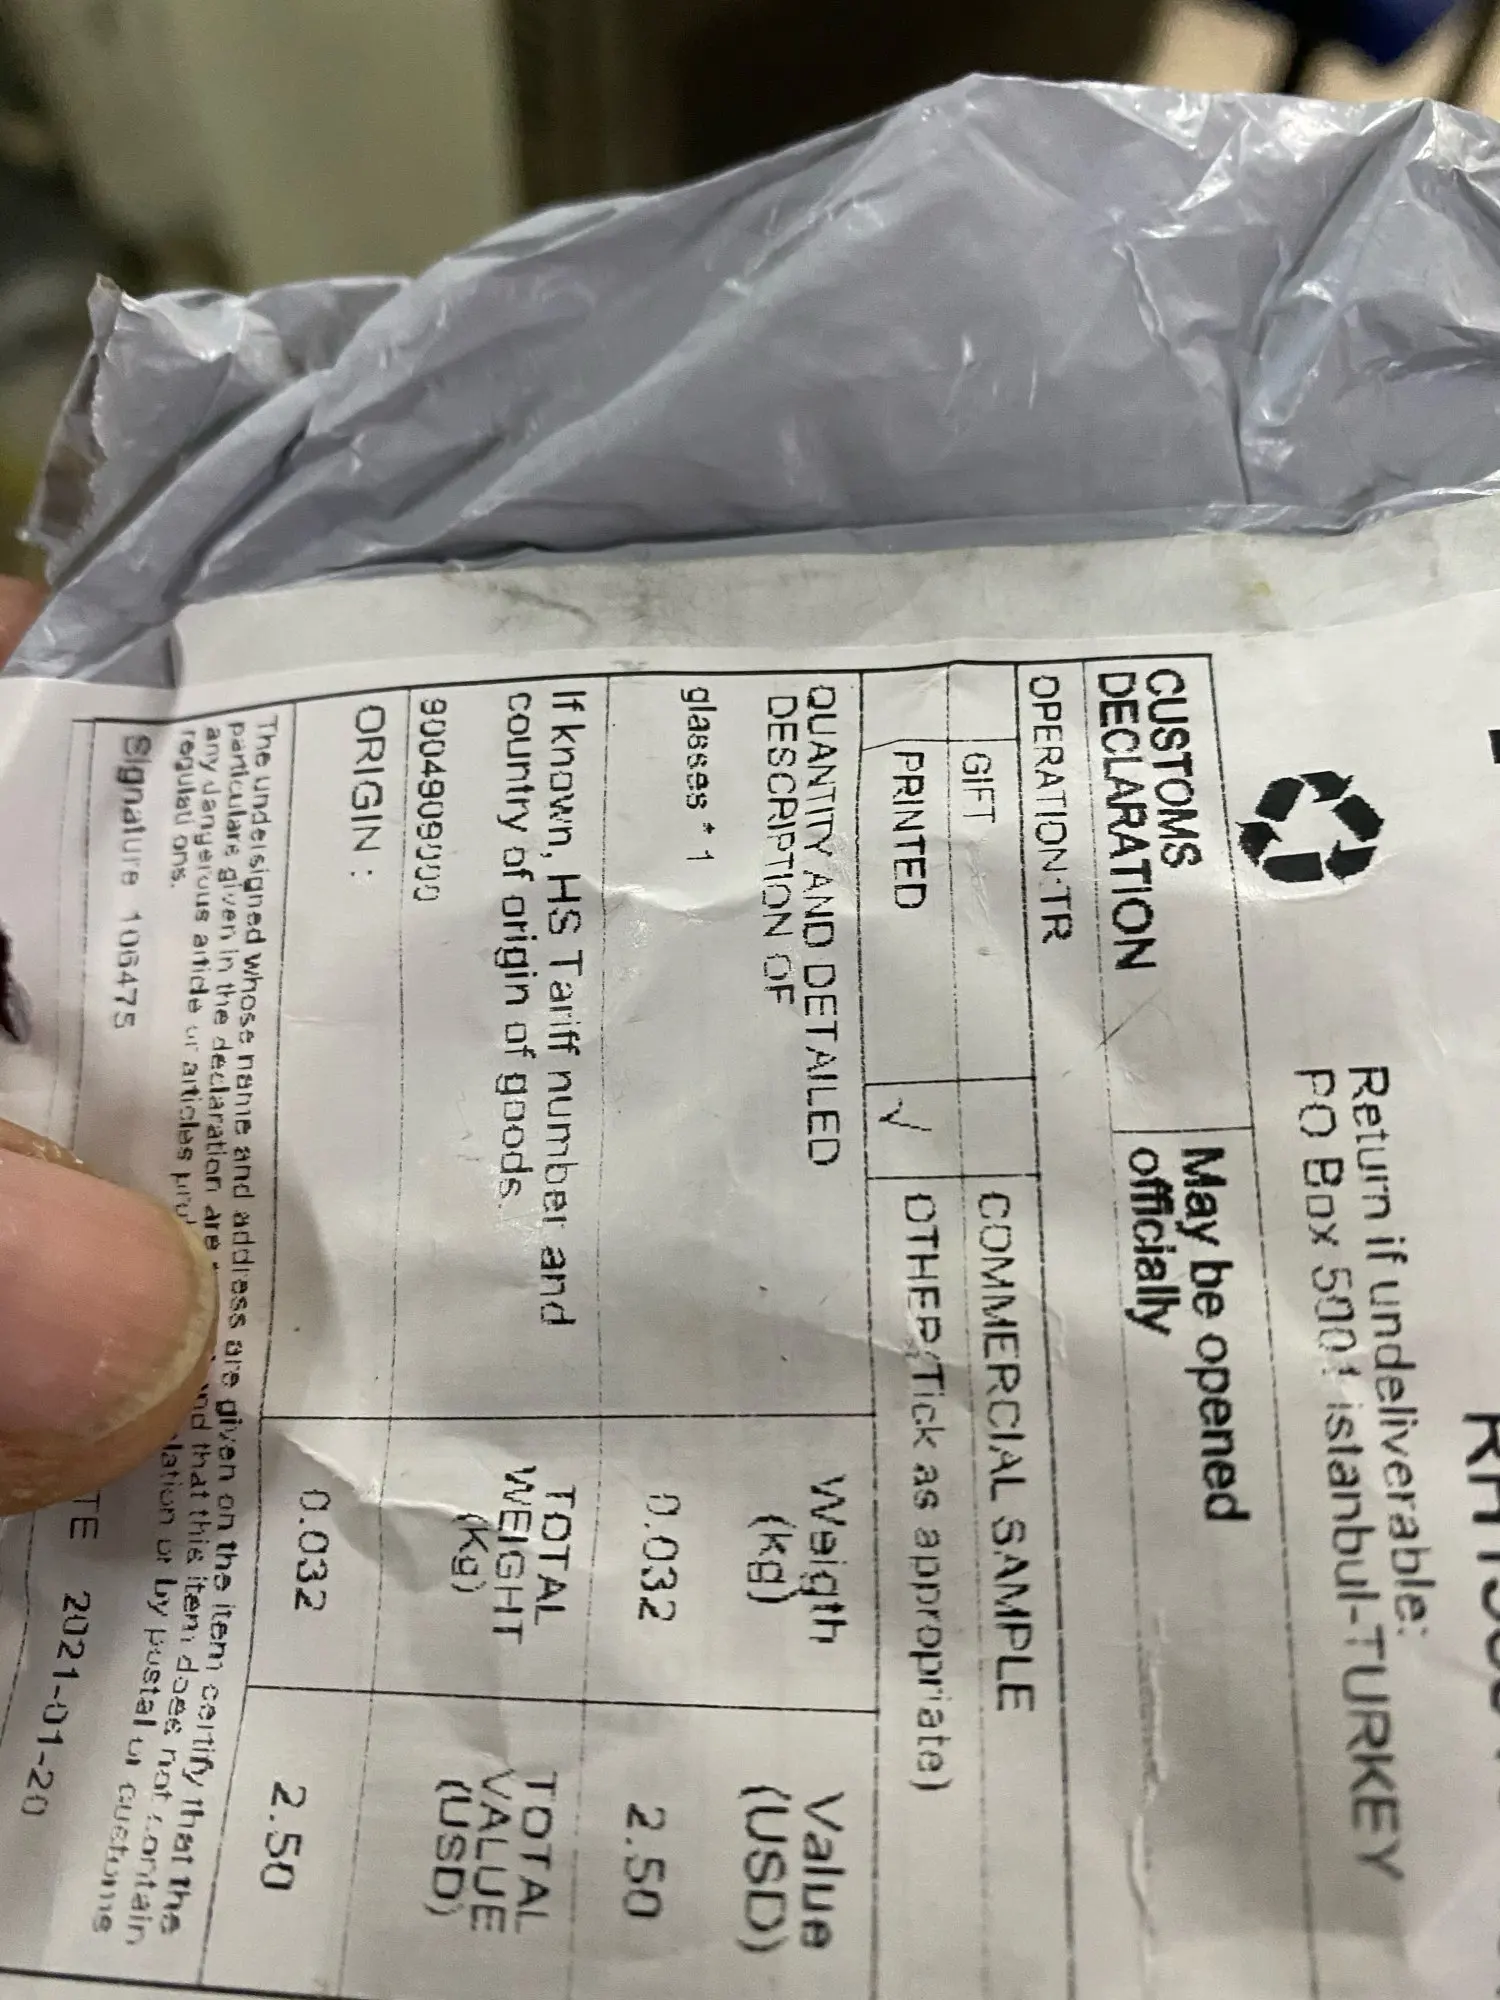 Return if undeliverable:
PO Box 5001 istanbul-TURKEY
CUSTOMS
DECLARATION
May be opened
officially
OPERATION:TR
GIFT
COMMERCIAL SAMPLE
PRINTED
√
OTHER(Tick as appropriate)
QUANTITY AND DETAILED
DESCRIPTION OF
Weigth
(kg)
Value
(USD)
glasses * 1
0.032
2.50
If known, HS Tariff number and
country of origin of goods.
TOTAL
WEIGHT
(Kg)
TOTAL
VALUE
(USD)
9004909000
ORIGIN :
0.032
2.50
The undersigned whose name and address are given on the item certify that the
particulars given in the declaration are and that this item does not contain
any dangerous article or articles or by postal or customs
regulations.
Signature 106475
2021-01-20